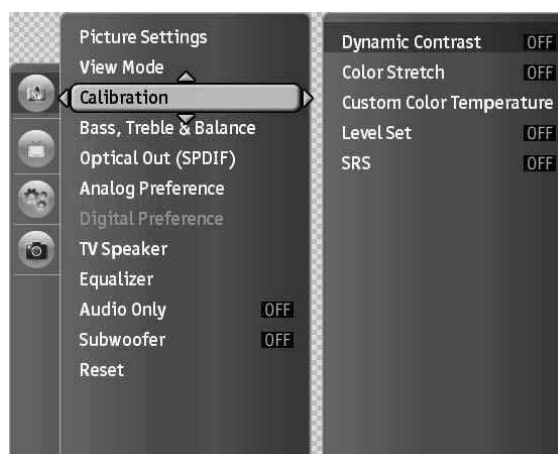 Picture Settings
View Mode
Calibration
Bass, Treble & Balance
Optical Out (SPDIF)
Analog Preference
Digital Preference
TV Speaker
Equalizer
Audio Only OFF
Subwoofer OFF
Reset
Dynamic Contrast OFF
Color Stretch OFF
Custom Color Temperature
Level Set OFF
SRS OFF